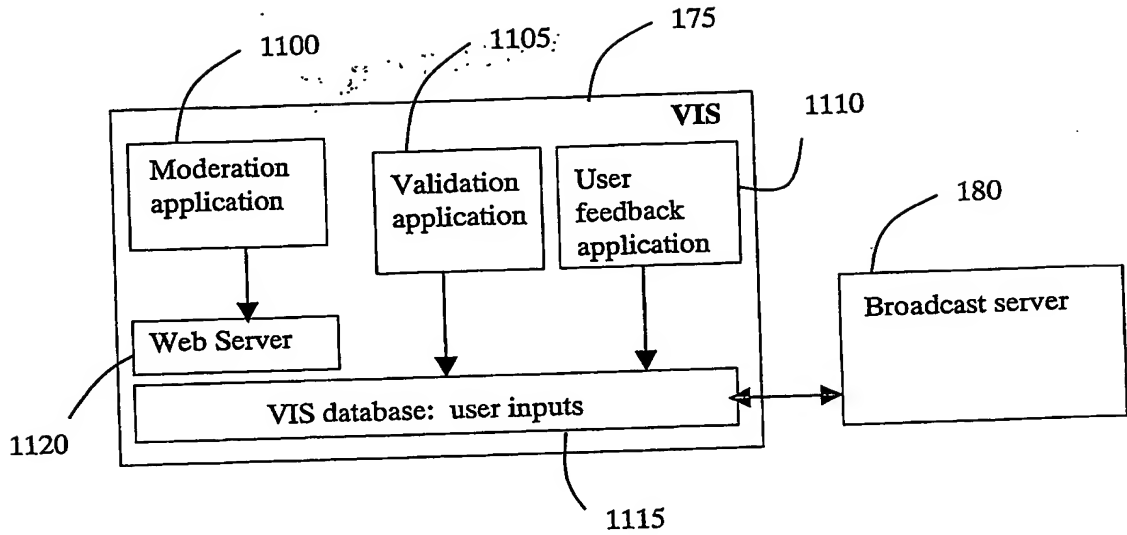 175
1100
1105
VIS
1110
Moderation
application
Validation
application
User
feedback
application
180
Broadcast server
Web Server
VIS database: user inputs
1120
1115